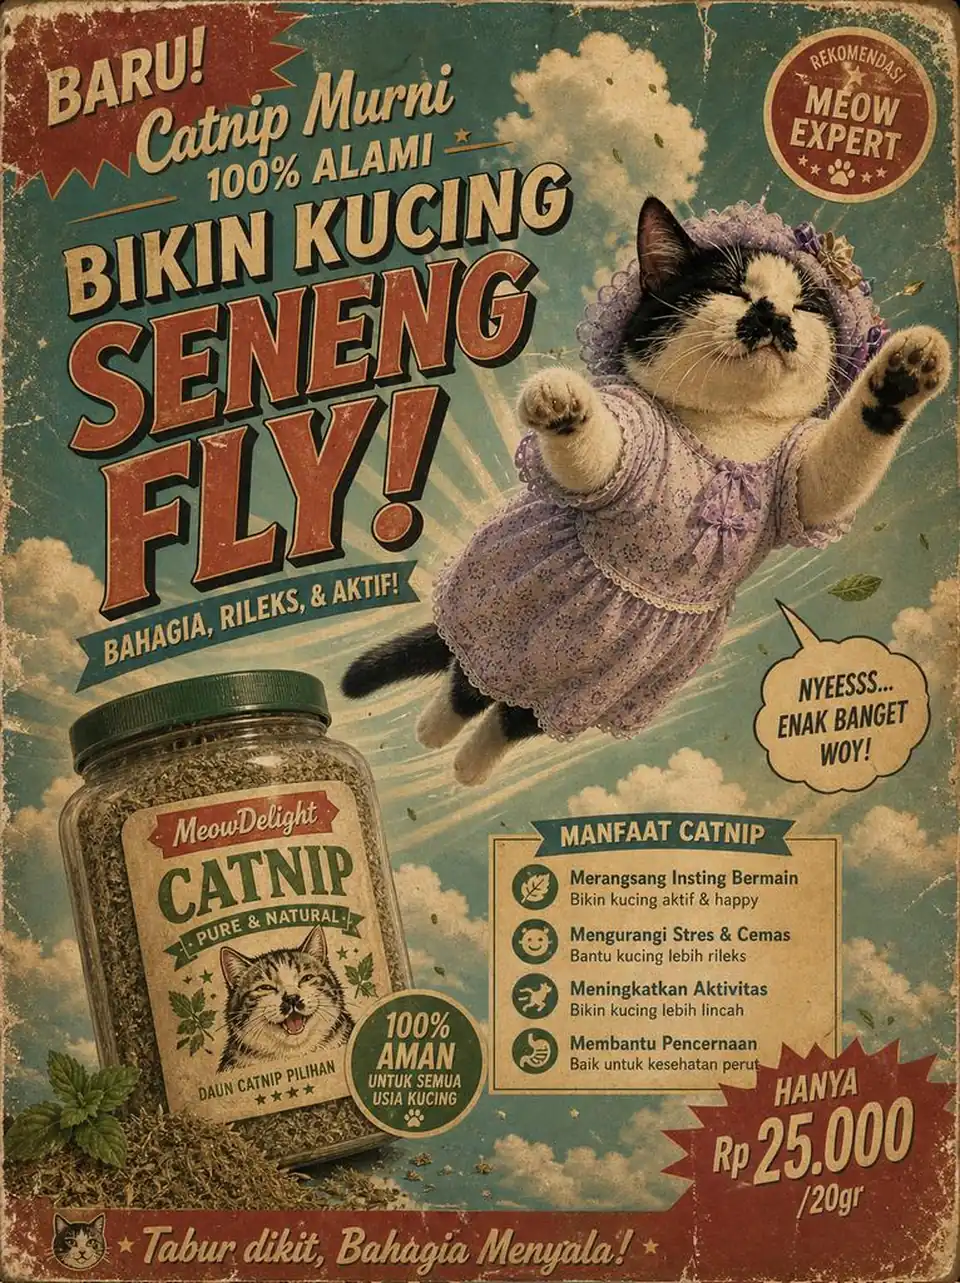 BARU!
Catnip Murni
100% ALAMI
BIKIN KUCING
SENENG
FLY!
BAHAGIA, RILEKS, & AKTIF!
REKOMENDASI
MEOW
EXPERT
NYEESSS...
ENAK BANGET
WOY!
MeowDelight
CATNIP
PURE & NATURAL
DAUN CATNIP PILIHAN
100%
AMAN
UNTUK SEMUA
USIA KUCING
MANFAAT CATNIP
Merangsang Insting Bermain
Bikin kucing aktif & happy
Mengurangi Stres & Cemas
Bantu kucing lebih rileks
Meningkatkan Aktivitas
Bikin kucing lebih lincah
Membantu Pencernaan
Baik untuk kesehatan perut
HANYA
Rp 25.000
/20gr
Tabur dikit, Bahagia Menyala!